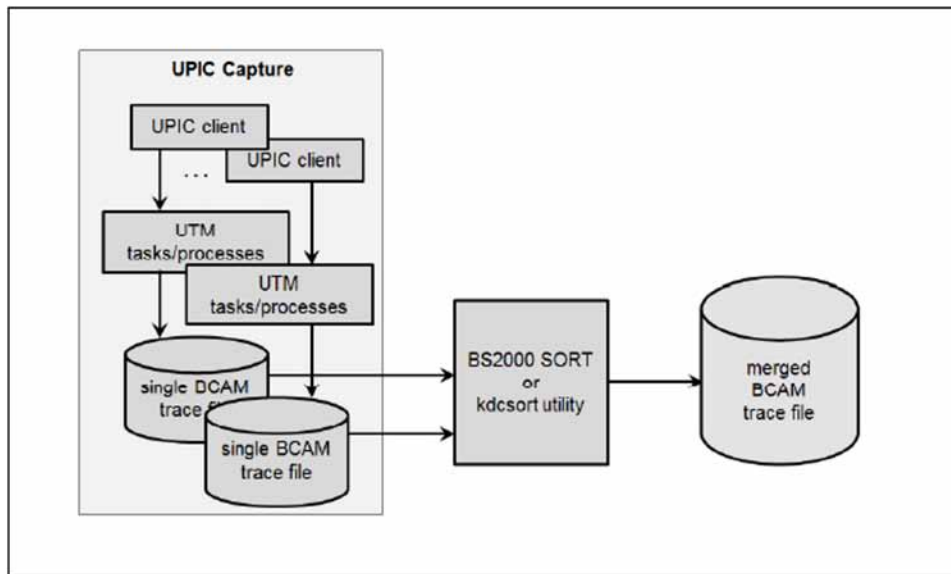 UPIC Capture
UPIC client
UPIC client
...
UTM
tasks/processes
UTM
tasks/processes
single DCAM
trace
single BCAM
trace file
BS2000 SORT
or
kdcsort utility
merged
BCAM
trace file